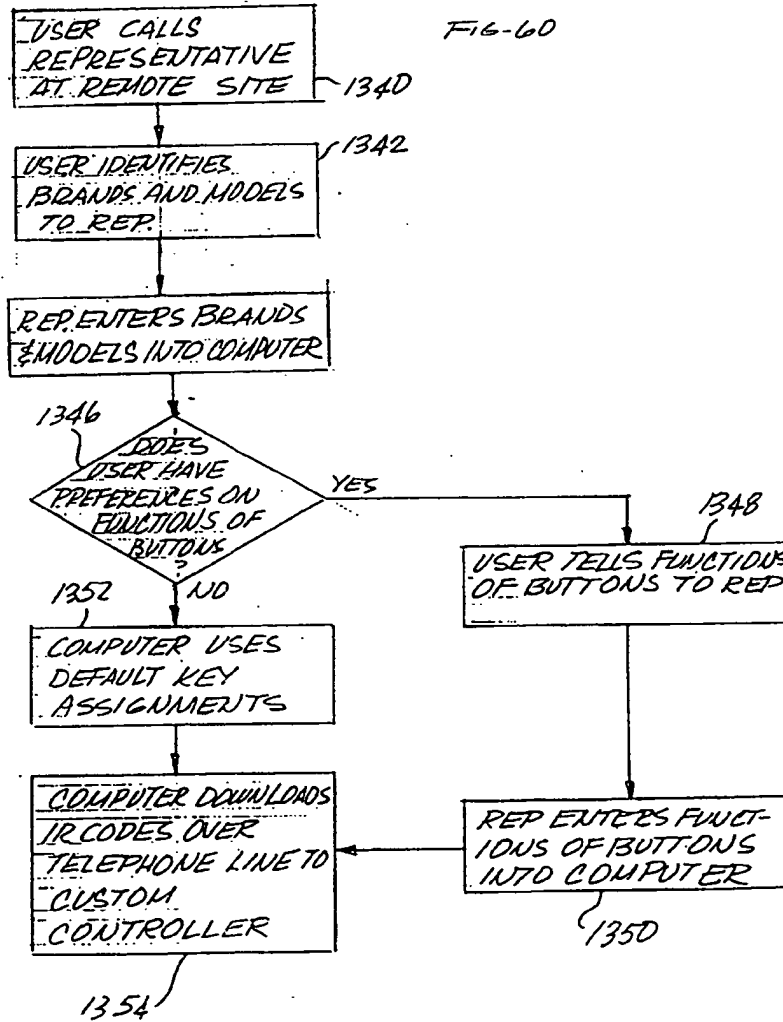 FIG-60
USER CALLS
REPRESENTATIVE
AT REMOTE SITE
1340
1342
USER IDENTIFIES
BRANDS AND MODELS
TO REP.
REP. ENTERS BRANDS
& MODELS INTO COMPUTER
1346
DOES
USER HAVE
PREFERENCES ON
FUNCTIONS OF
BUTTONS
?
YES
NO
1348
USER TELLS FUNCTIONS
OF BUTTONS TO REP
1352
COMPUTER USES
DEFAULT KEY
ASSIGNMENTS
COMPUTER DOWNLOADS
IR CODES OVER
TELEPHONE LINE TO
CUSTOM
CONTROLLER
1354
REP ENTERS FUNCT-
IONS OF BUTTONS
INTO COMPUTER
1350